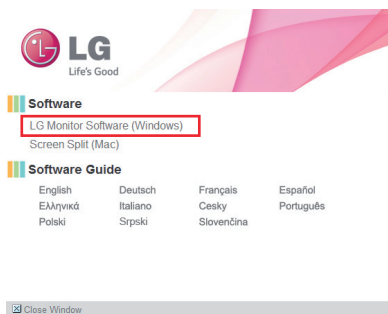 LG
Life's Good
Software
LG Monitor Software (Windows)
Screen Split (Mac)
Software Guide
English Deutsch Français Español
Ελληνικά Italiano Cesky Português
Polski Srpski Slovenčina
Close Window